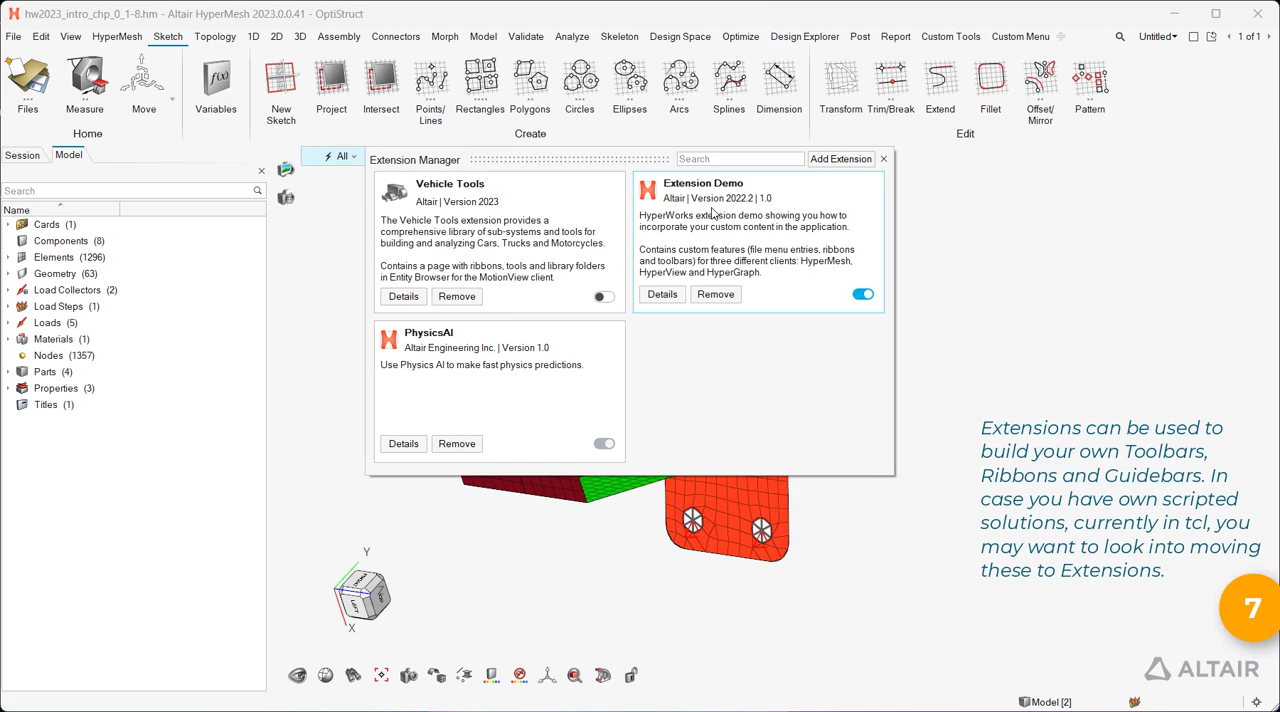 hw2023_intro_chp_0_1-8.hm - Altair HyperMesh 2023.0.0.41 - OptiStruct
File Edit View HyperMesh Sketch Topology 1D 2D 3D Assembly Connectors Morph Model Validate Analyze Skeleton Design Space Optimize Design Explorer Post Report Custom Tools Custom Menu Untitled 1 of 1
f(x)
Files Measure Move Variables New Sketch Project Intersect Points/Lines Rectangles Polygons Circles Ellipses Arcs Splines Dimension Transform Trim/Break Extend Fillet Offset/Mirror Pattern
Home Create Edit
Session Model
Search
Name
Cards (1)
Components (8)
Elements (1296)
Geometry (63)
Load Collectors (2)
Load Steps (1)
Loads (5)
Materials (1)
Nodes (1357)
Parts (4)
Properties (3)
Titles (1)
All
Extension Manager Search Add Extension
Vehicle Tools
Altair | Version 2023
The Vehicle Tools extension provides a
comprehensive library of sub-systems and tools for
building and analyzing Cars, Trucks and Motorcycles.
Contains a page with ribbons, tools and library folders
in Entity Browser for the MotionView client.
Details Remove
Extension Demo
Altair | Version 2022.2 | 1.0
HyperWorks extension demo showing you how to
incorporate your custom content in the application.
Contains custom features (file menu entries, ribbons
and toolbars) for three different clients: HyperMesh,
HyperView and HyperGraph.
Details Remove
PhysicsAI
Altair Engineering Inc. | Version 1.0
Use Physics AI to make fast physics predictions.
Details Remove
Extensions can be used to
build your own Toolbars,
Ribbons and Guidebars. In
case you have own scripted
solutions, currently in tcl, you
may want to look into moving
these to Extensions.
7
Y
LEFT
X
ALTAIR
Model [2]